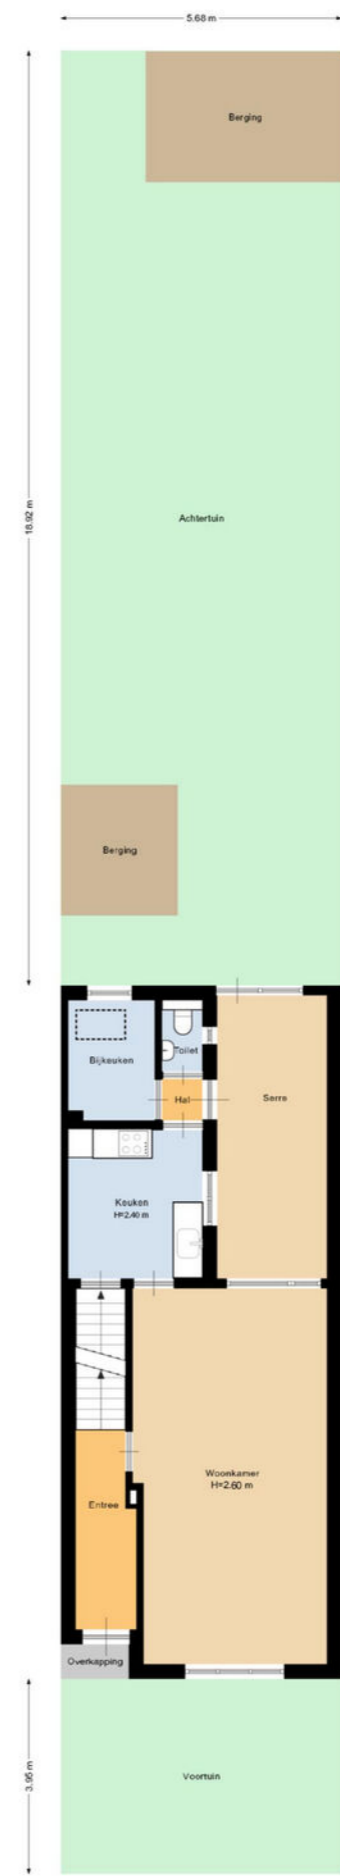 5.68 m
Berging
18.92 m
Achtertuin
Berging
Bijkeuken
Toilet
Hal
Serre
Keuken
H=2.40 m
Woonkamer
H=2.60 m
Entree
Overkapping
3.95 m
Voortuin